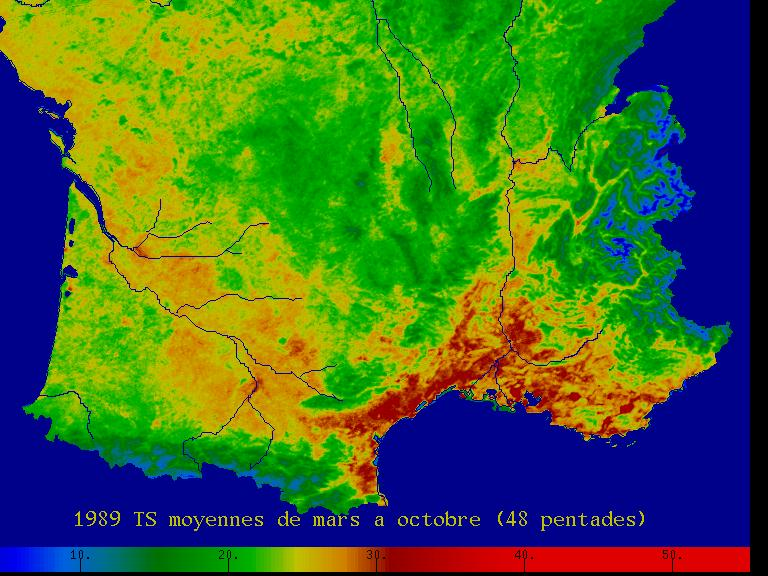 1989 TS moyennes de mars a octobre (48 pentades)
10. 20. 30. 40. 50.